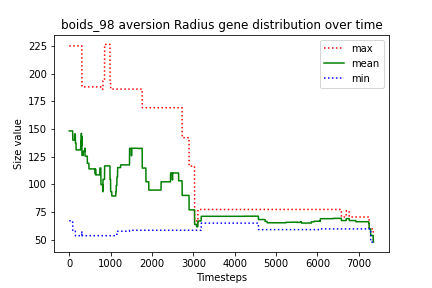 boids_98 aversion Radius gene distribution over time
max
mean
min
Size value
225
200
175
150
125
100
75
50
0
1000
2000
3000
4000
5000
6000
7000
Timesteps